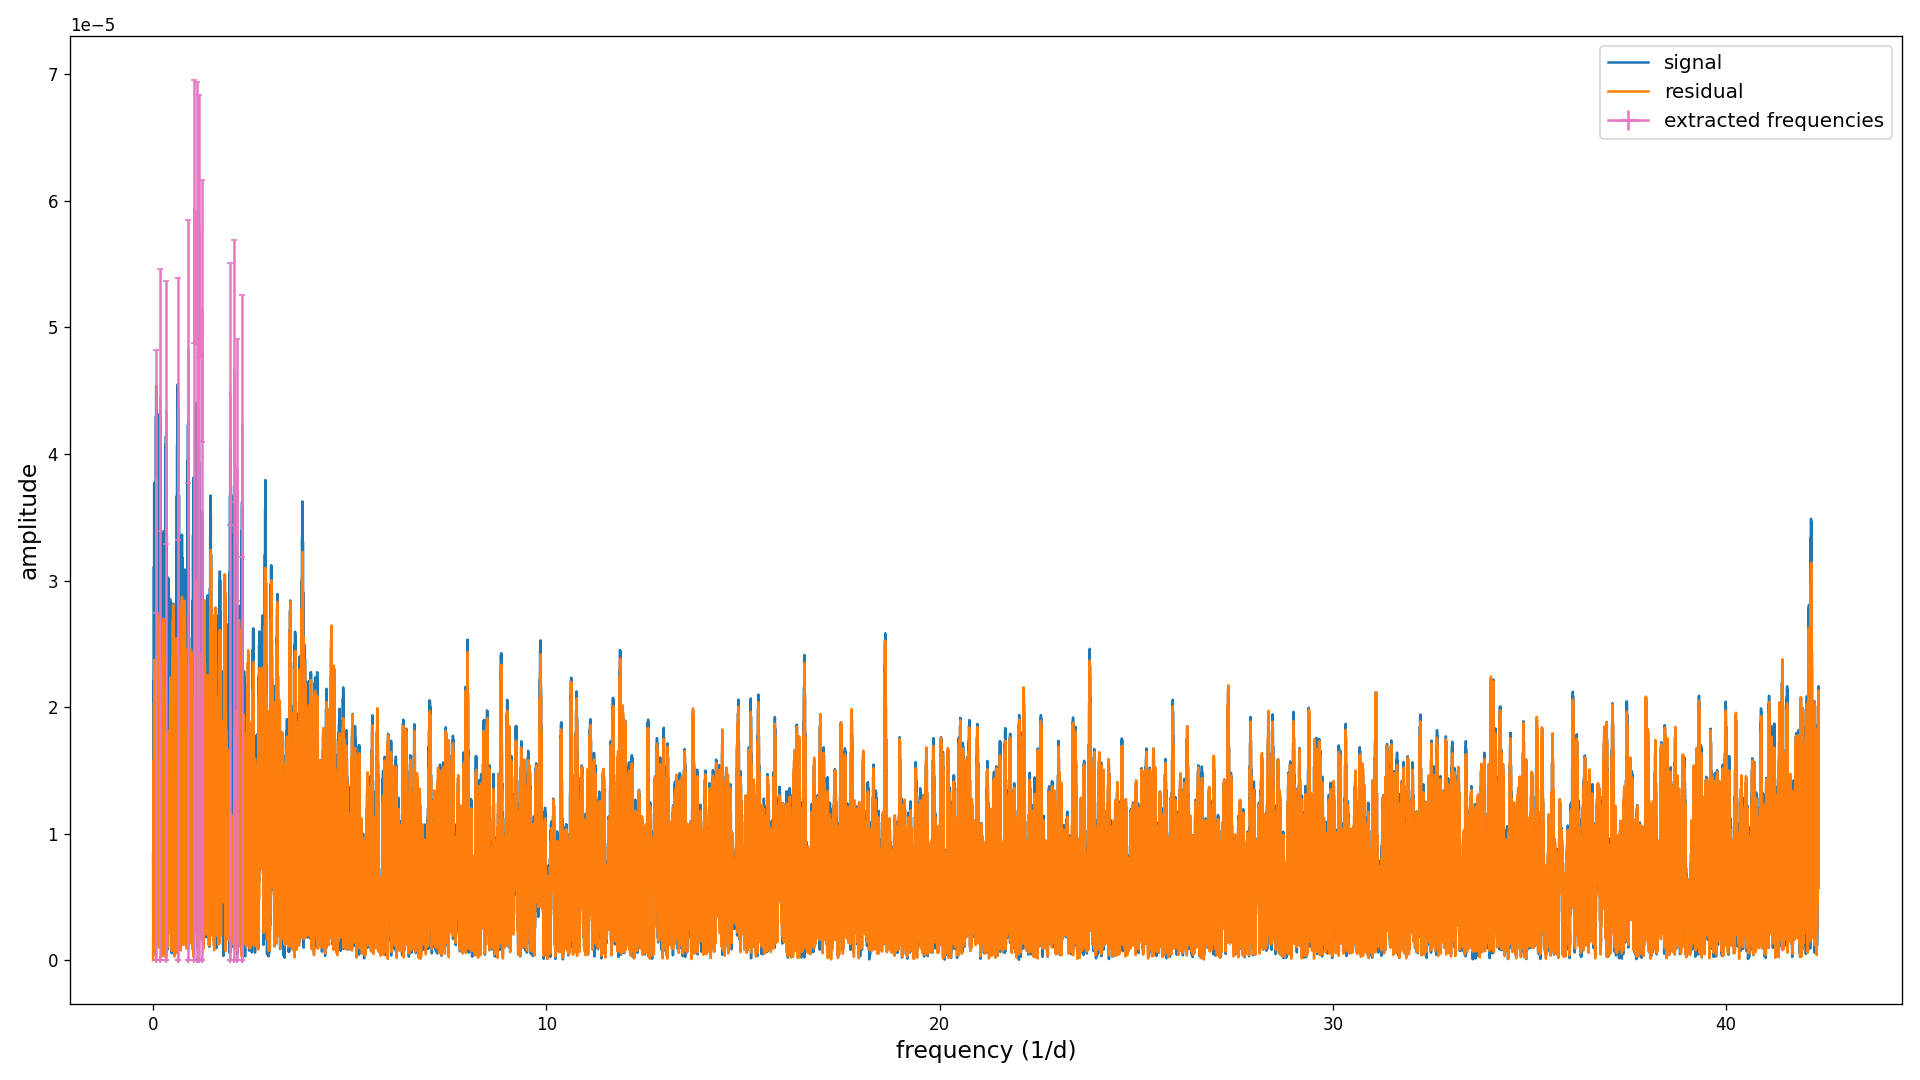 1e−5
7
6
5
4
3
2
1
0
amplitude
signal
residual
extracted frequencies
0
10
20
30
40
frequency (1/d)